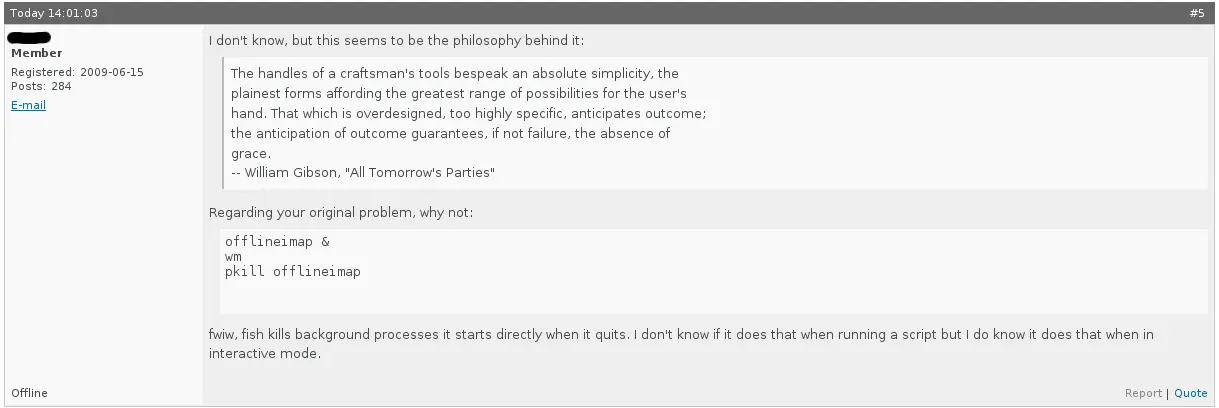 Today 14:01:03 #5
Member
Registered: 2009-06-15
Posts: 284
E-mail
I don't know, but this seems to be the philosophy behind it:
The handles of a craftsman's tools bespeak an absolute simplicity, the
plainest forms affording the greatest range of possibilities for the user's
hand. That which is overdesigned, too highly specific, anticipates outcome;
the anticipation of outcome guarantees, if not failure, the absence of
grace.
-- William Gibson, "All Tomorrow's Parties"
Regarding your original problem, why not:
offlineimap &
wm
pkill offlineimap
fwiw, fish kills background processes it starts directly when it quits. I don't know if it does that when running a script but I do know it does that when in
interactive mode.
Offline
Report | Quote